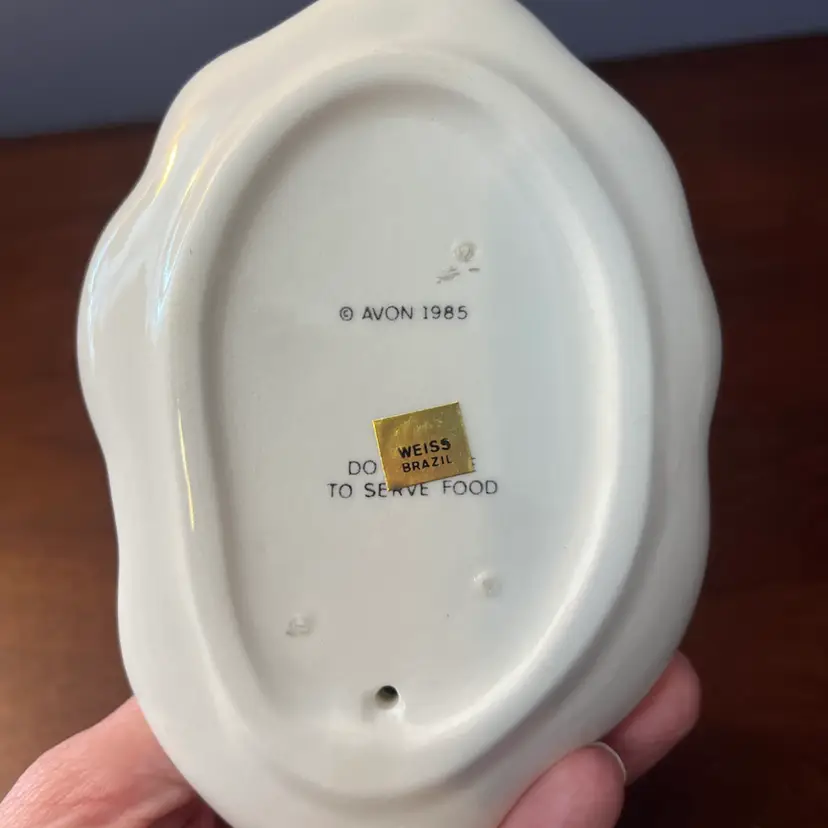 © AVON 1985
WEISS
BRAZIL
DO E
TO SERVE FOOD